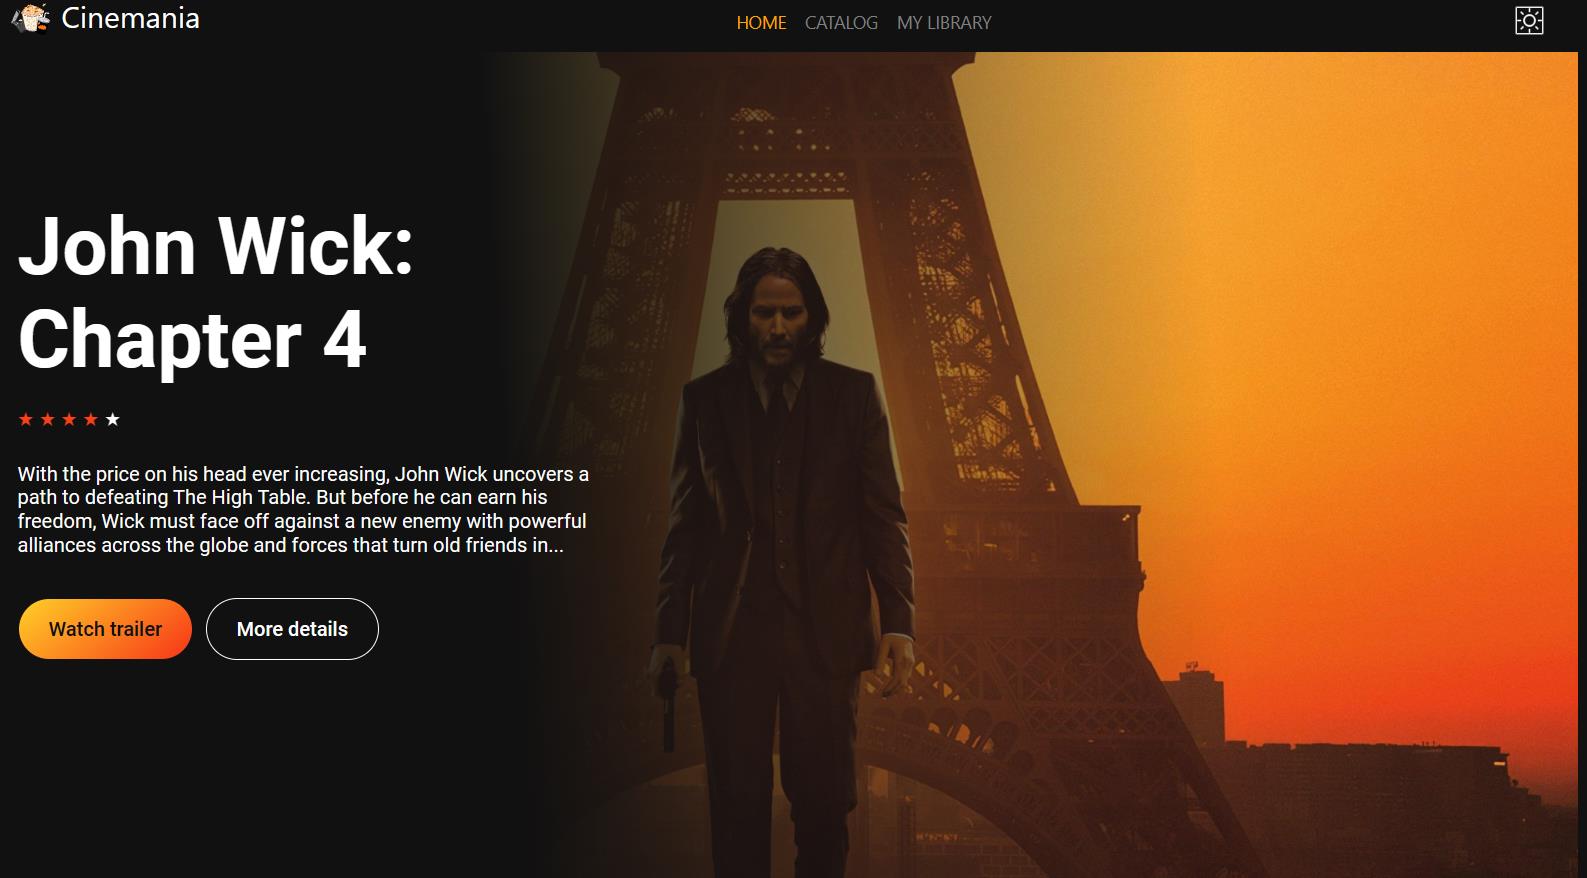 Cinemania
HOME CATALOG MY LIBRARY
John Wick:
Chapter 4
With the price on his head ever increasing, John Wick uncovers a
path to defeating The High Table. But before he can earn his
freedom, Wick must face off against a new enemy with powerful
alliances across the globe and forces that turn old friends in...
Watch trailer
More details